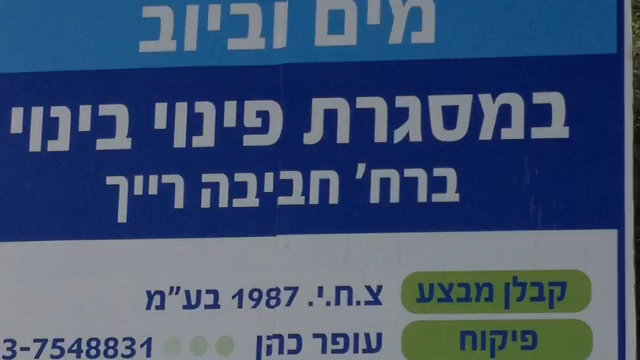 מים וביוב
במסגרת פינוי בינוי
ברח' חביבה רייך
קבלן מבצע צ.ח.י. 1987 בע"מ
פיקוח עופר כהן 3-7548831